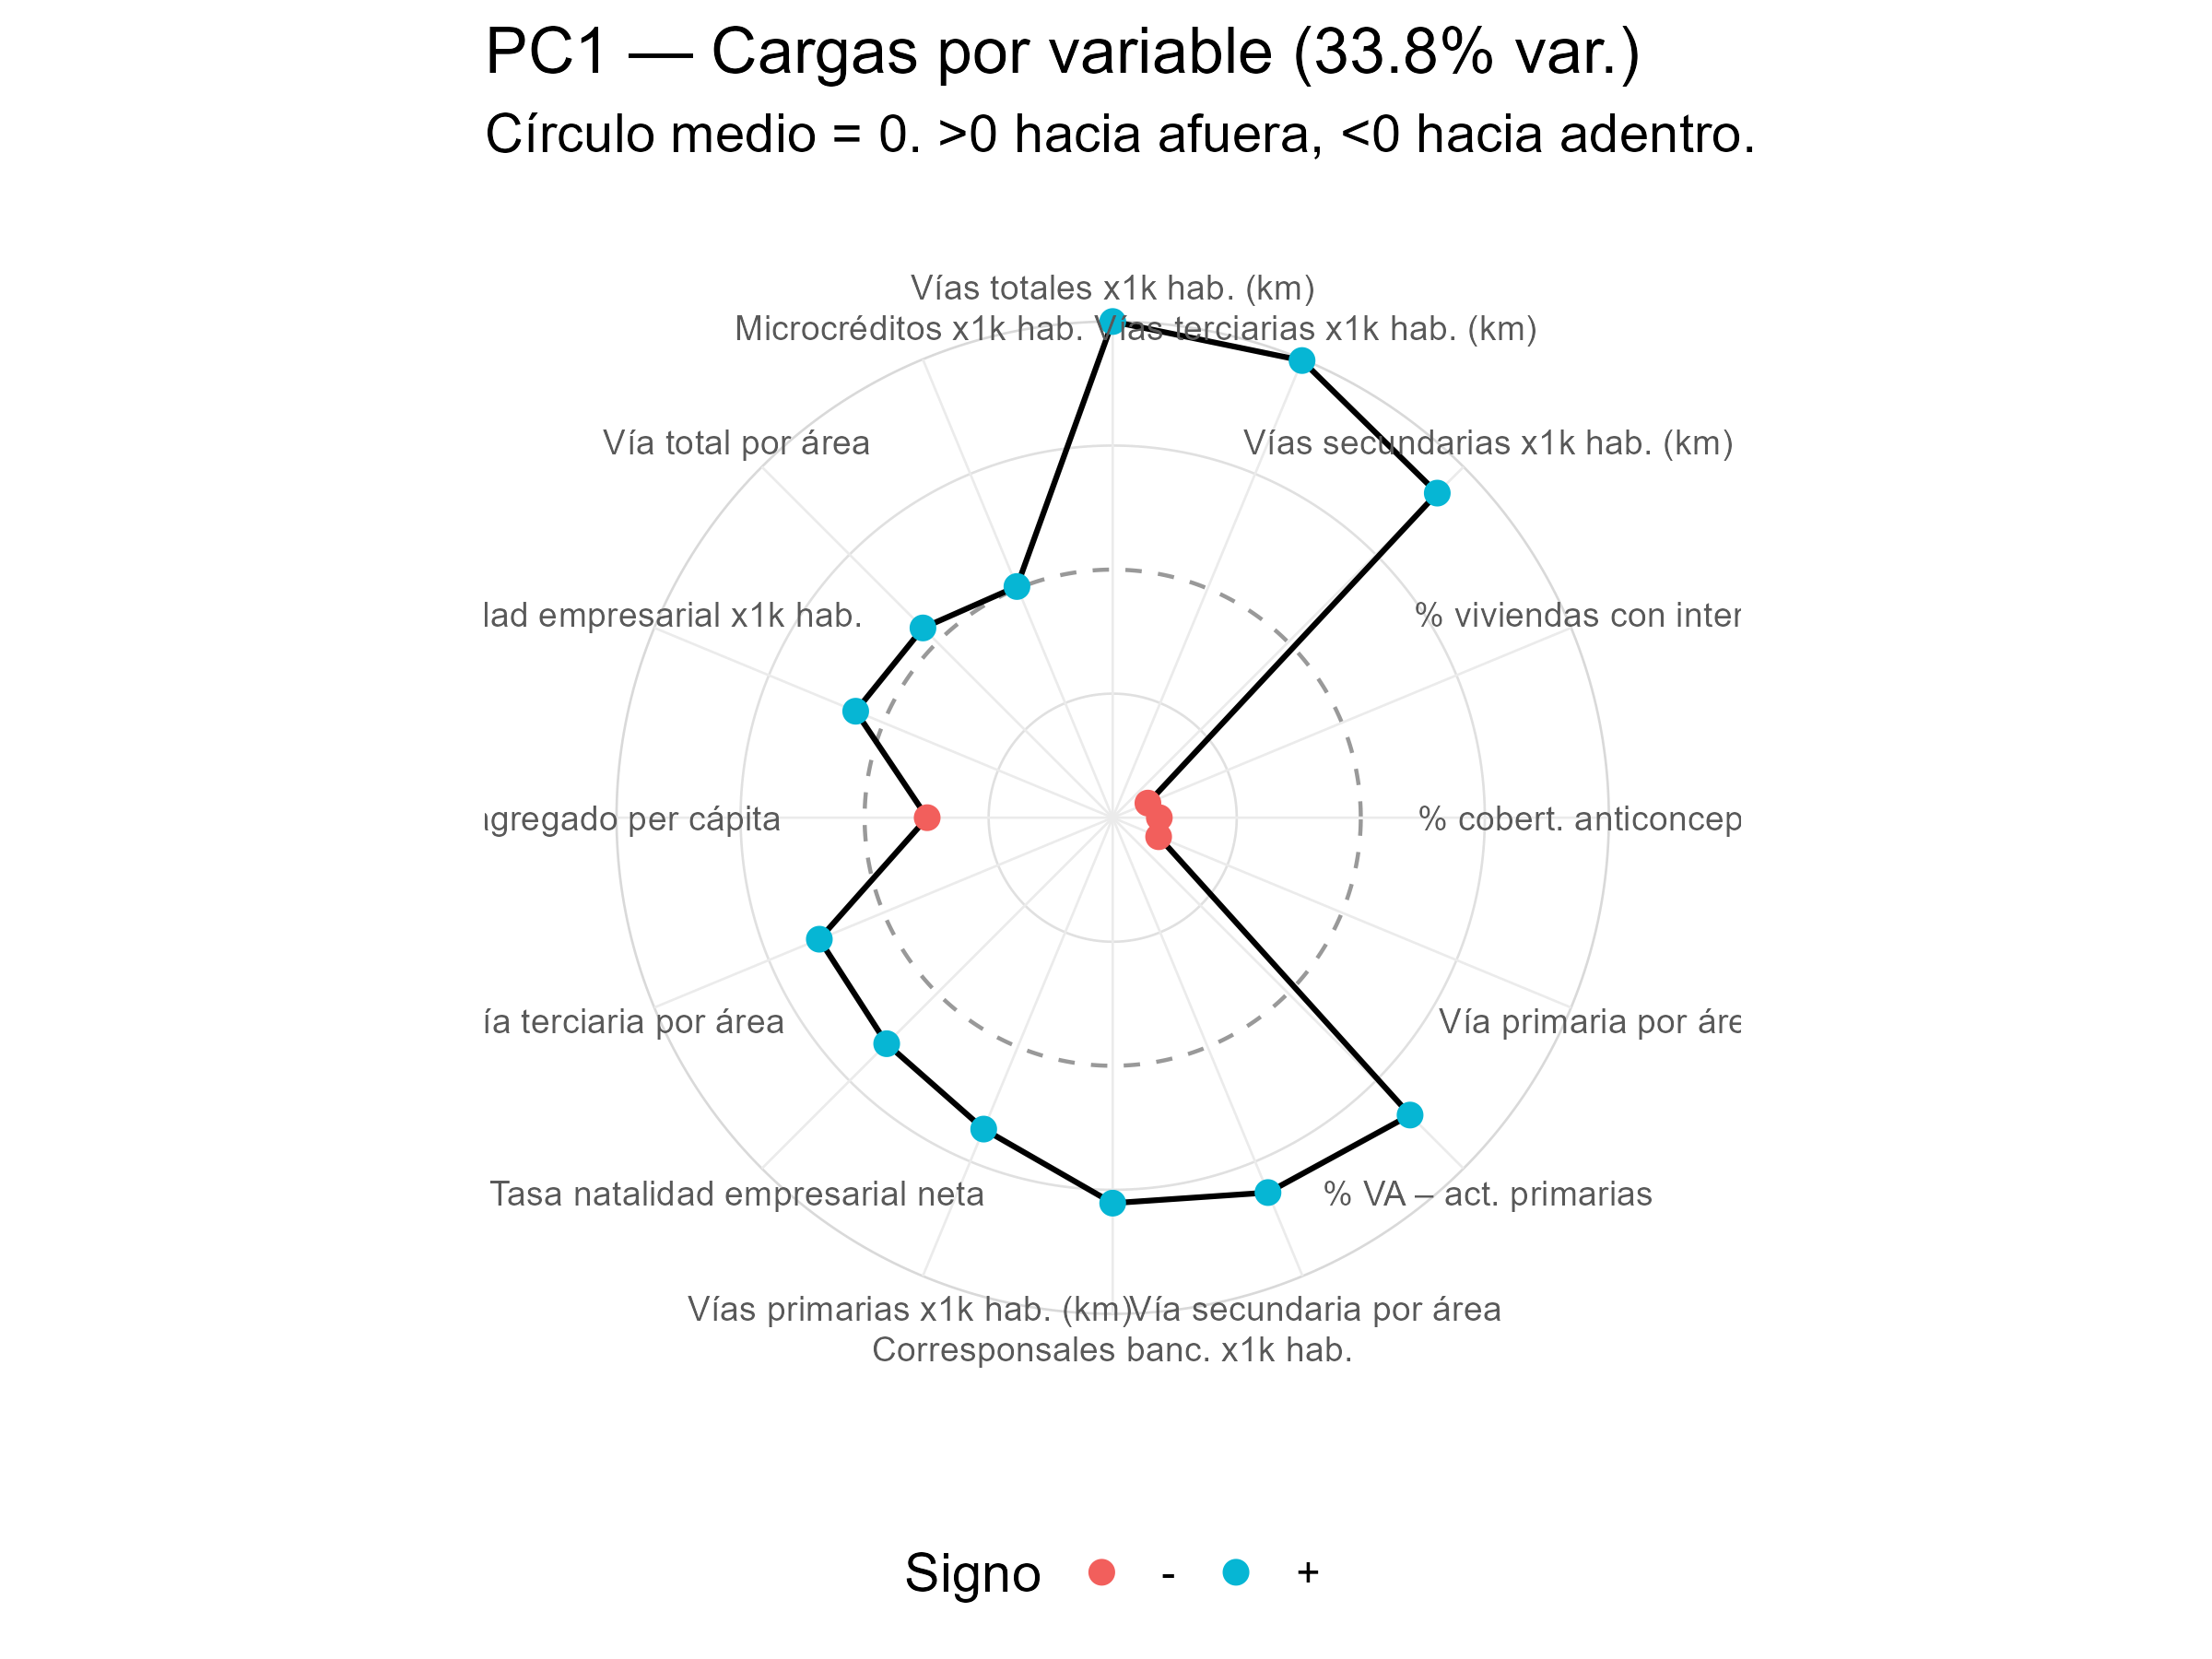 PC1 — Cargas por variable (33.8% var.)
Círculo medio = 0. >0 hacia afuera, <0 hacia adentro.
Vías totales x1k hab. (km)
Microcréditos x1k hab.
Vías terciarias x1k hab. (km)
Vía total por área
Vías secundarias x1k hab. (km)
lad empresarial x1k hab.
% viviendas con inter
agregado per cápita
% cobert. anticoncep
ía terciaria por área
Vía primaria por áre
Tasa natalidad empresarial neta
% VA – act. primarias
Vías primarias x1k hab. (km)
Vía secundaria por área
Corresponsales banc. x1k hab.
Signo - +